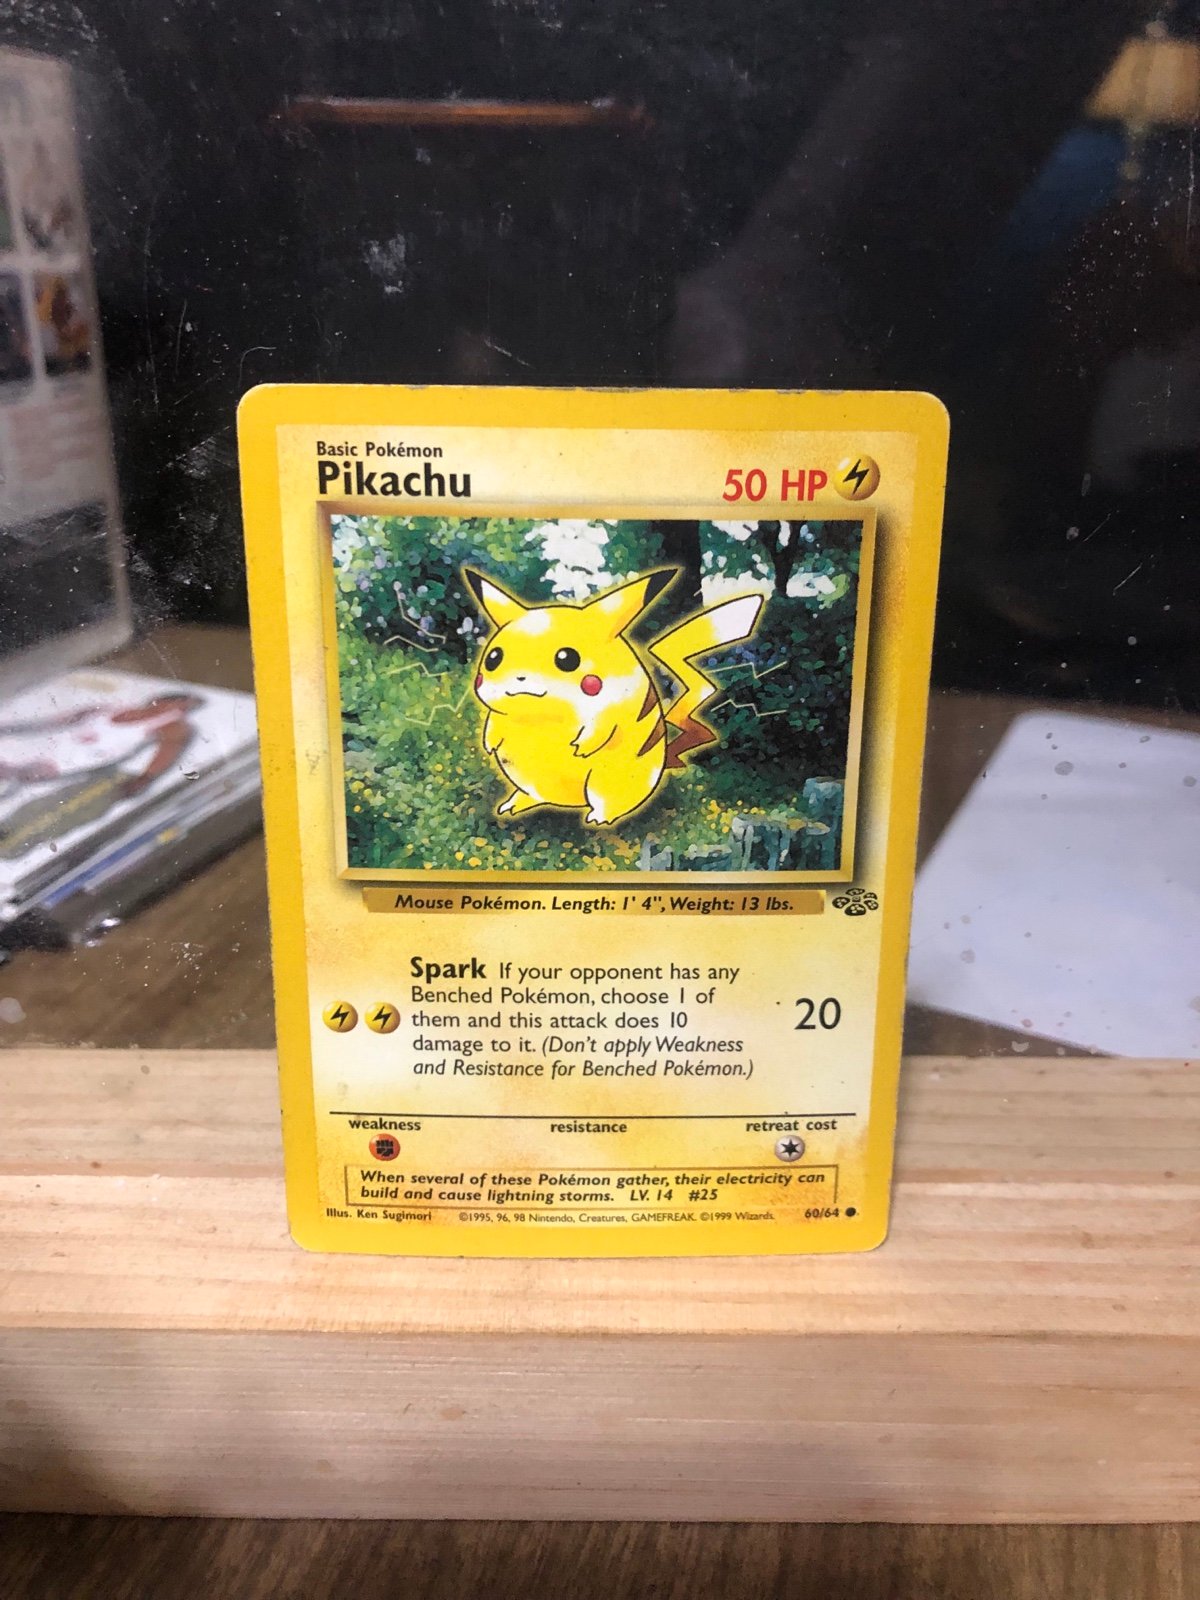 Basic Pokémon
Pikachu
50 HP
Mouse Pokémon. Length: 1' 4", Weight: 13 lbs.
Spark If your opponent has any
Benched Pokémon, choose 1 of
them and this attack does 10
damage to it. (Don't apply Weakness
and Resistance for Benched Pokémon.)
20
weakness
resistance
retreat cost
When several of these Pokémon gather, their electricity can
build and cause lightning storms. LV. 14 #25
Illus. Ken Sugimori ©1995, 96, 98 Nintendo, Creatures, GAMEFREAK. ©1999 Wizards. 60/64